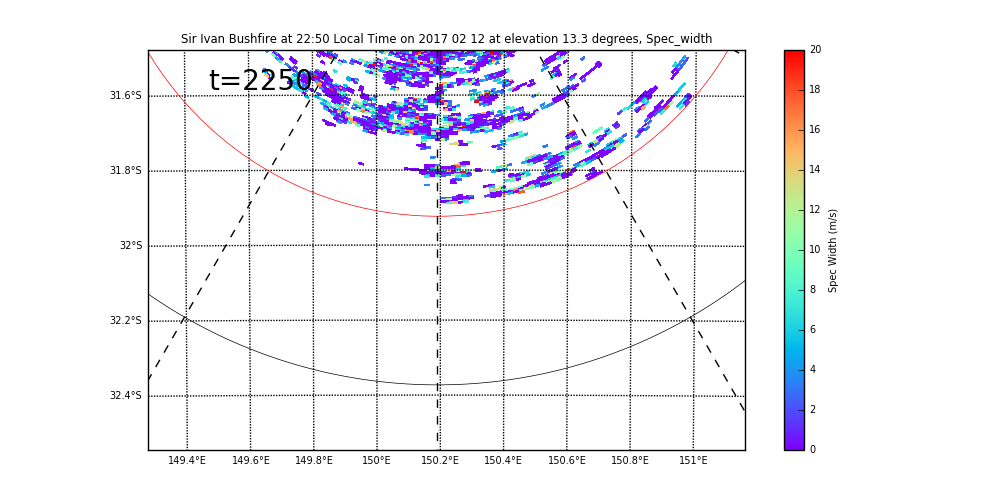 Sir Ivan Bushfire at 22:50 Local Time on 2017 02 12 at elevation 13.3 degrees, Spec_width
t=2250
31.6°S
31.8°S
32°S
32.2°S
32.4°S
149.4°E 149.6°E 149.8°E 150°E 150.2°E 150.4°E 150.6°E 150.8°E 151°E
20
18
16
14
12
10
8
6
4
2
0
Spec Width (m/s)